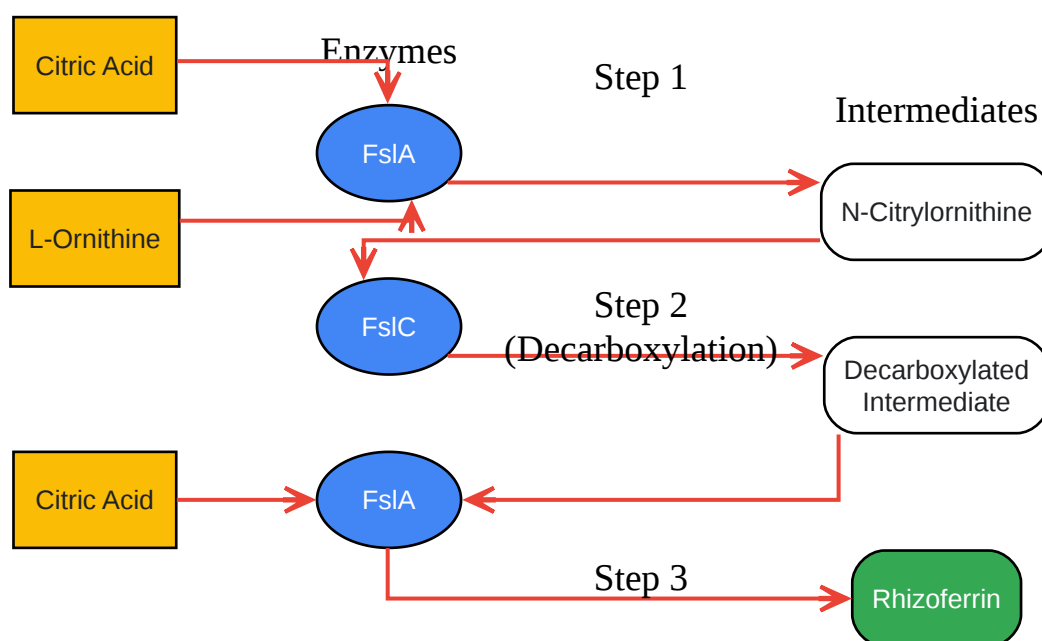 Enzymes
Citric Acid
Step 1
Intermediates
FslA
N-Citrylornithine
L-Ornithine
FslC
Step 2
(Decarboxylation)
Decarboxylated
Intermediate
Citric Acid
FslA
Step 3
Rhizoferrin